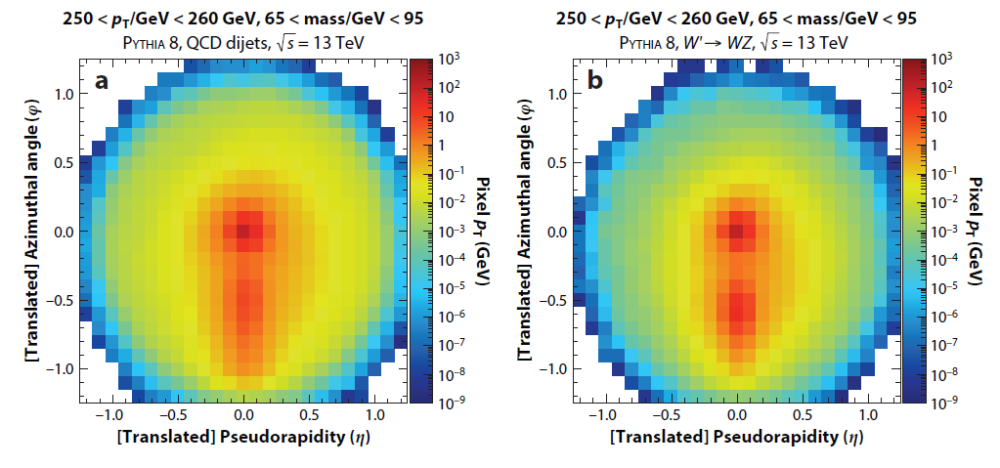 250 < pT/GeV < 260 GeV, 65 < mass/GeV < 95
PYTHIA 8, QCD dijets, √s = 13 TeV
a
[Translated] Azimuthal angle (φ)
1.0
0.5
0.0
−0.5
−1.0
−1.0 −0.5 0.0 0.5 1.0
[Translated] Pseudorapidity (η)
10³
10²
10
1
10⁻¹
10⁻²
10⁻³
10⁻⁴
10⁻⁵
10⁻⁶
10⁻⁷
10⁻⁸
10⁻⁹
Pixel pT (GeV)
250 < pT/GeV < 260 GeV, 65 < mass/GeV < 95
PYTHIA 8, W′→ WZ, √s = 13 TeV
b
[Translated] Azimuthal angle (φ)
1.0
0.5
0.0
−0.5
−1.0
−1.0 −0.5 0.0 0.5 1.0
[Translated] Pseudorapidity (η)
10³
10²
10
1
10⁻¹
10⁻²
10⁻³
10⁻⁴
10⁻⁵
10⁻⁶
10⁻⁷
10⁻⁸
10⁻⁹
Pixel pT (GeV)